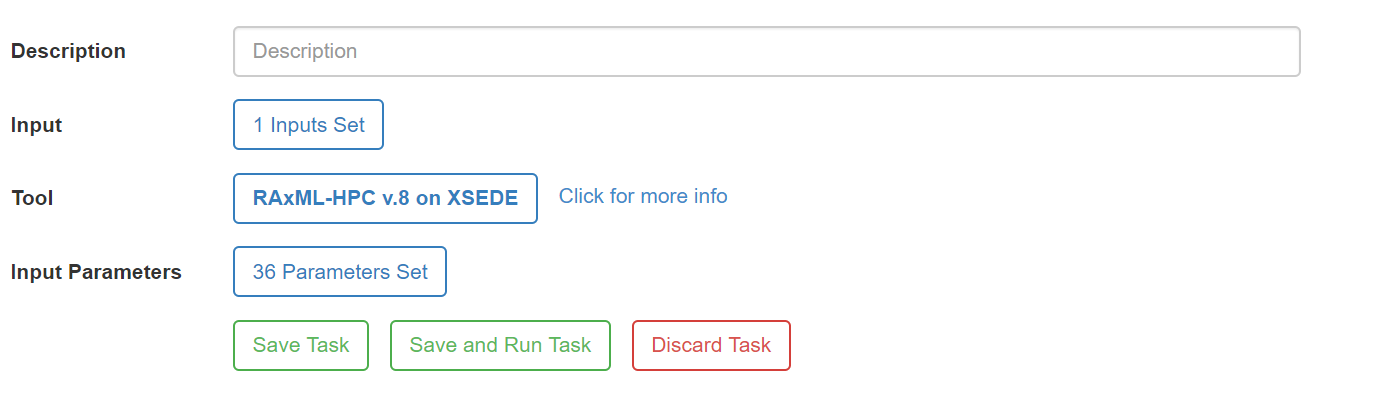 Description Description
Input 1 Inputs Set
Tool RAxML-HPC v.8 on XSEDE Click for more info
Input Parameters 36 Parameters Set
Save Task Save and Run Task Discard Task